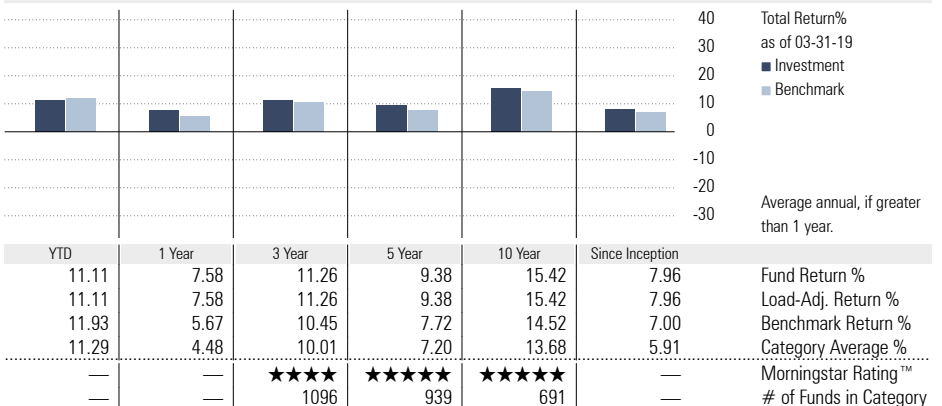 40 Total Return%
30 as of 03-31-19
20 ■ Investment
10 ■ Benchmark
0
-10
-20
-30
Average annual, if greater
than 1 year.
YTD 1 Year 3 Year 5 Year 10 Year Since Inception
11.11 7.58 11.26 9.38 15.42 7.96 Fund Return %
11.11 7.58 11.26 9.38 15.42 7.96 Load-Adj. Return %
11.93 5.67 10.45 7.72 14.52 7.00 Benchmark Return %
11.29 4.48 10.01 7.20 13.68 5.91 Category Average %
— — ★★★★ ★★★★★ ★★★★★ — Morningstar Rating™
— — 1096 939 691 — # of Funds in Category